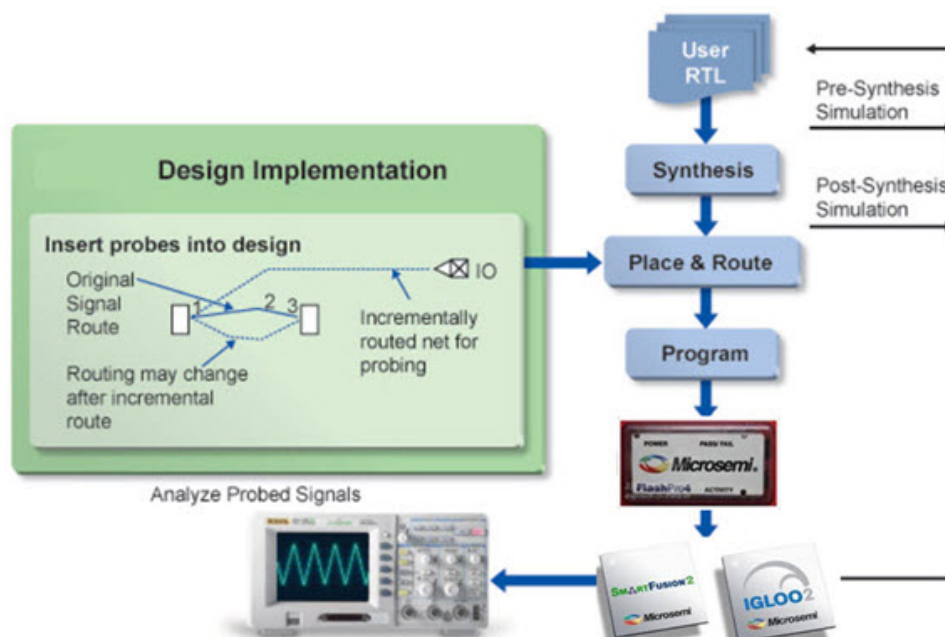 User
RTL
Pre-Synthesis
Simulation
Design Implementation
Synthesis
Post-Synthesis
Simulation
Insert probes into design
Original
Signal
Route
1 2 3
IO
Incrementally
routed net for
probing
Routing may change
after incremental
route
Place & Route
Program
POWER
Microsemi
FlashPro4
ACTIVITY
Analyze Probed Signals
SMARTFUSION2
Microsemi
IGLOO2
Microsemi